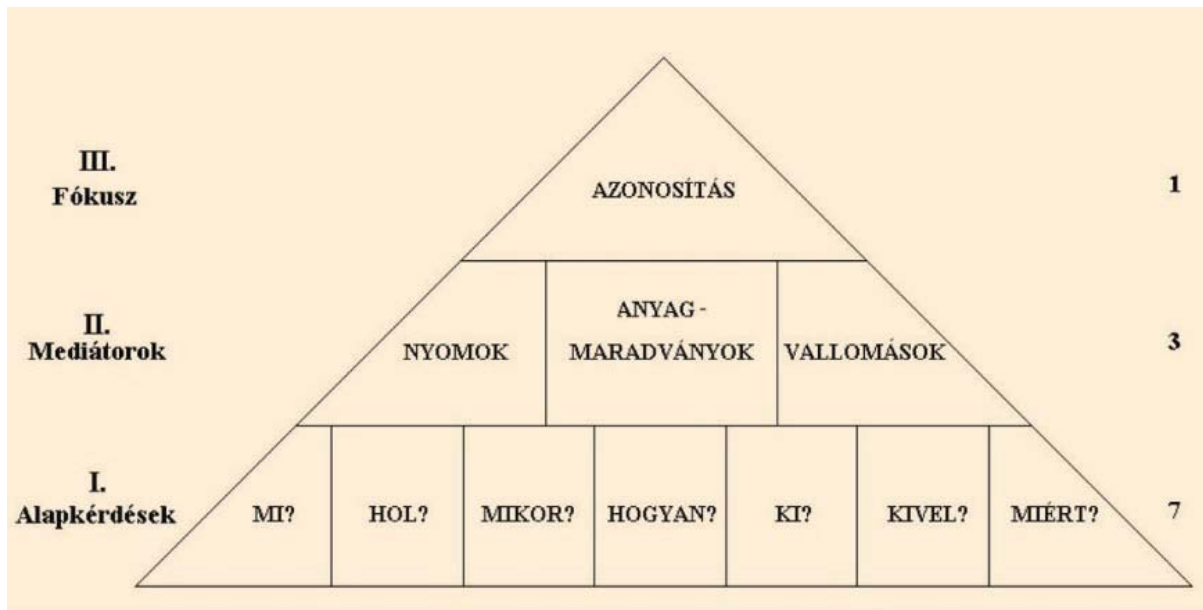 III.
Fókusz
AZONOSÍTÁS
1
II.
Mediátorok
NYOMOK
ANYAG -
MARADVÁNYOK
VALLOMÁSOK
3
I.
Alapkérdések
MI?
HOL?
MIKOR?
HOGYAN?
KI?
KIVEL?
MIÉRT?
7